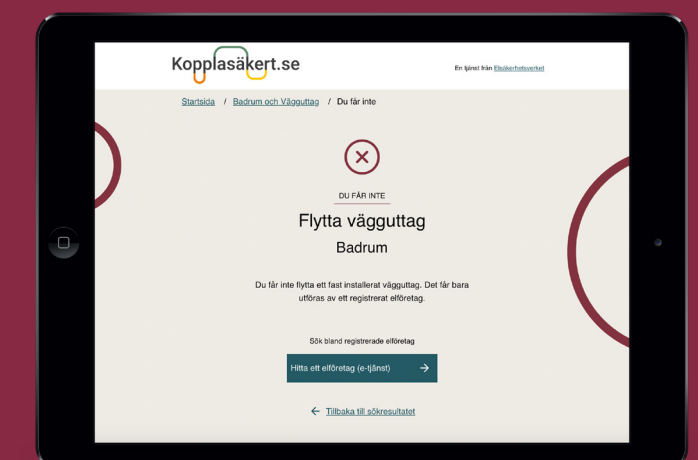 Kopplasäkert.se
En tjänst från Elsäkerhetsverket
Startsida / Badrum och Vägguttag / Du får inte
DU FÅR INTE
Flytta vägguttag
Badrum
Du får inte flytta ett fast installerat vägguttag. Det får bara
utföras av ett registrerat elföretag.
Sök bland registrerade elföretag
Hitta ett elföretag (e-tjänst) →
← Tillbaka till sökresultatet